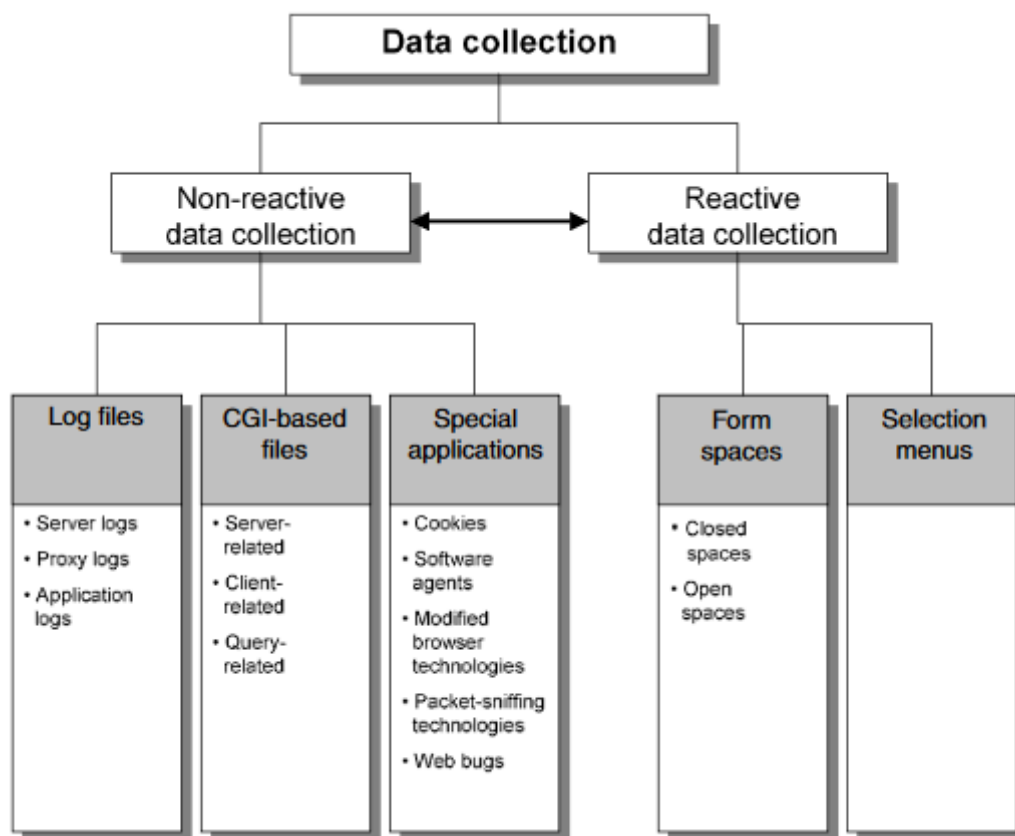 Data collection
Non-reactive
data collection
Reactive
data collection
Log files
• Server logs
• Proxy logs
• Application
logs
CGI-based
files
• Server-
related
• Client-
related
• Query-
related
Special
applications
• Cookies
• Software
agents
• Modified
browser
technologies
• Packet-sniffing
technologies
• Web bugs
Form
spaces
• Closed
spaces
• Open
spaces
Selection
menus